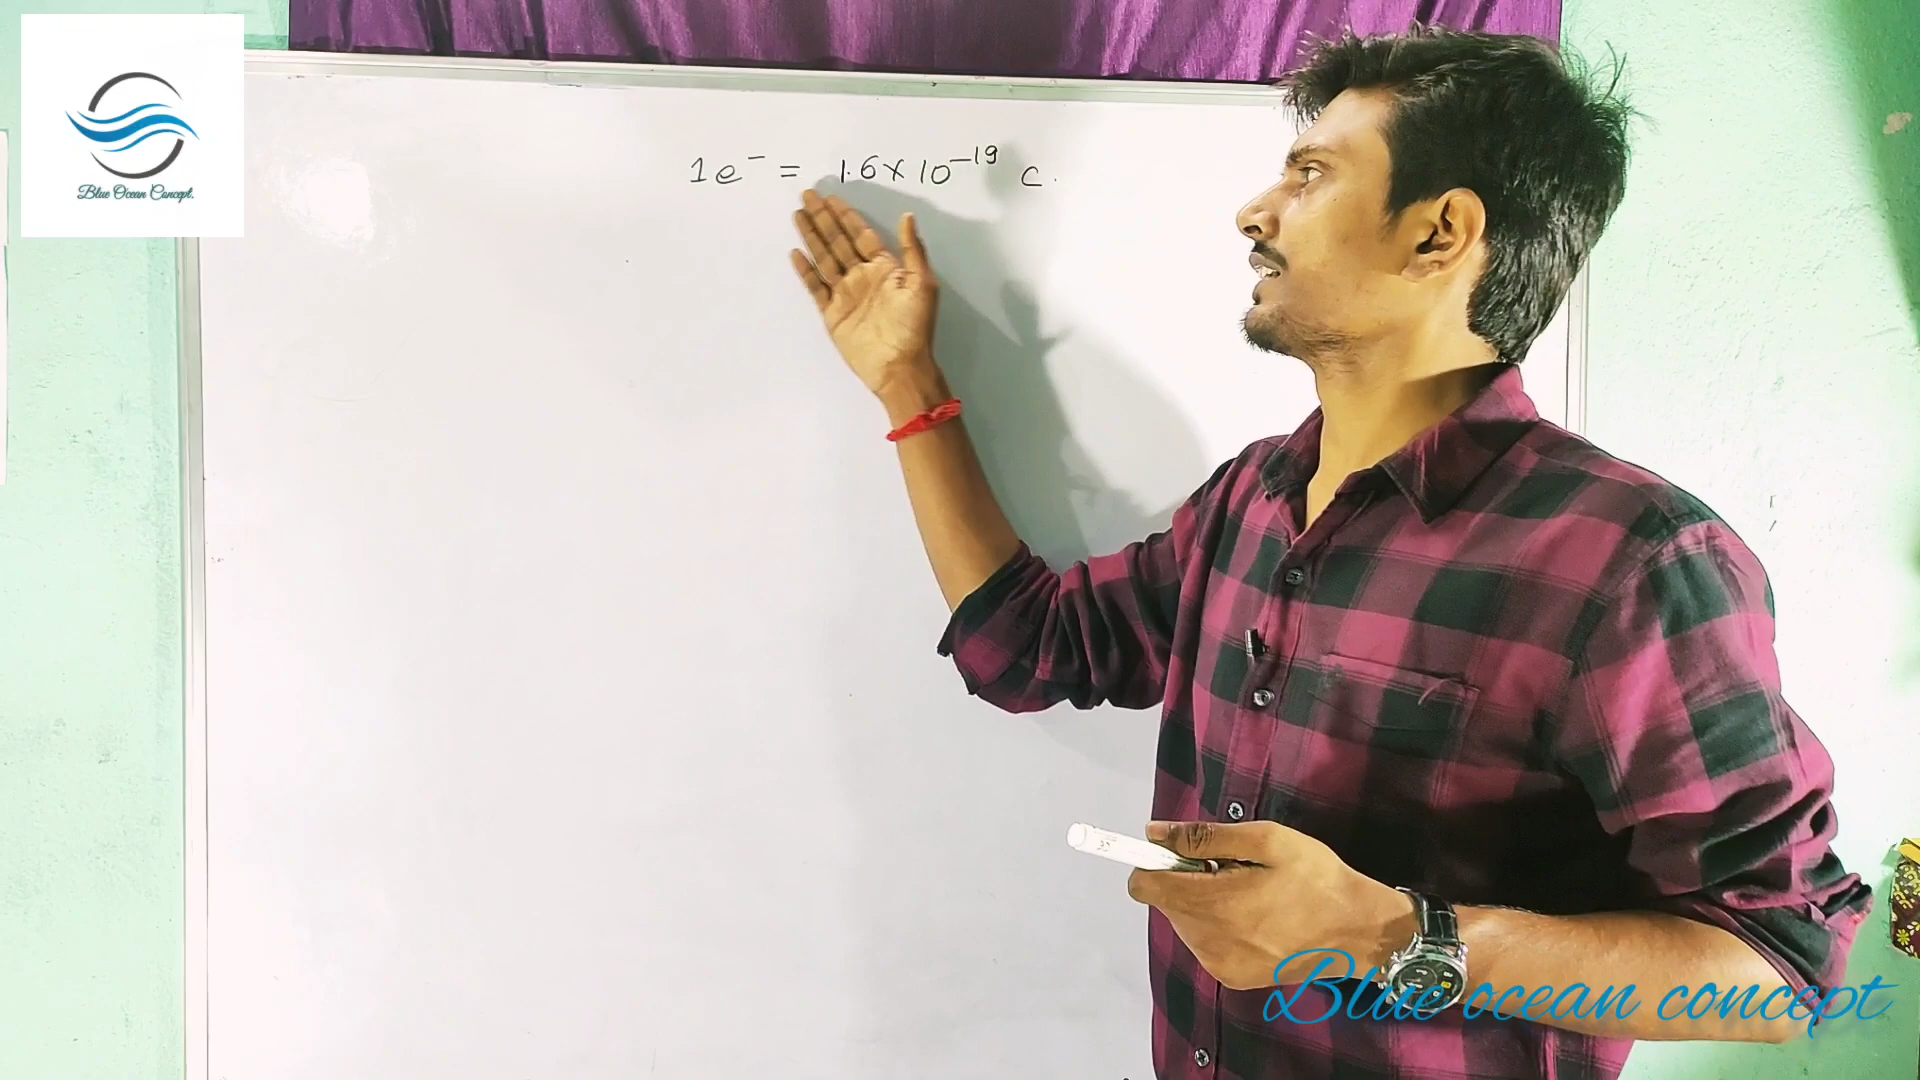 Blue Ocean Concept.
1e⁻ = 1.6 × 10⁻¹⁹ c.
Blue ocean concept